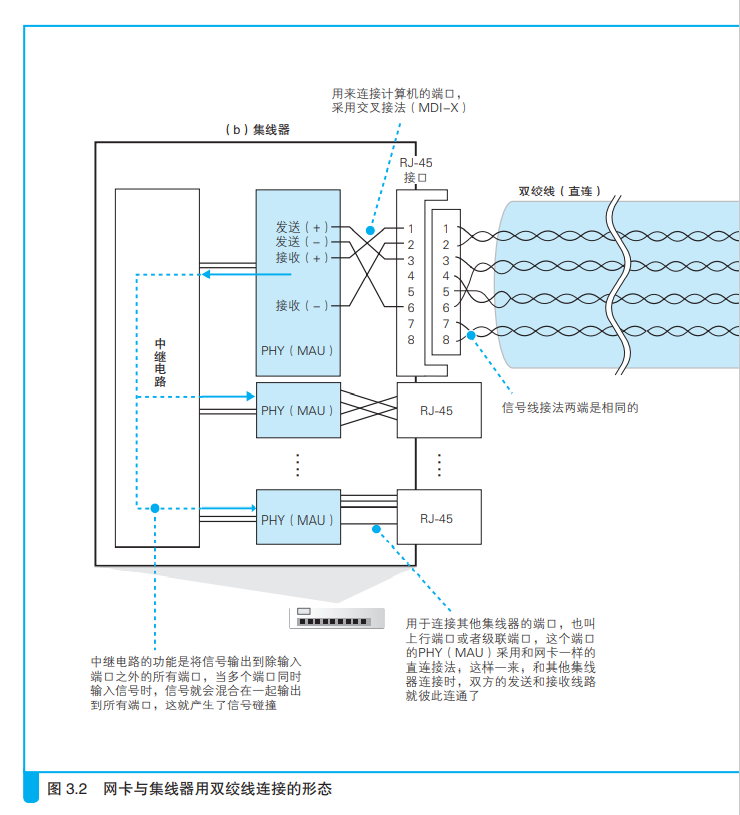 用来连接计算机的端口，
采用交叉接法（MDI-X）
（b）集线器
RJ-45
接口
双绞线（直连）
发送（+）
发送（-）
接收（+）
接收（-）
PHY（MAU）
1
2
3
4
5
6
7
8
1
2
3
4
5
6
7
8
中继电路
PHY（MAU）
RJ-45
信号线接法两端是相同的
PHY（MAU）
RJ-45
用于连接其他集线器的端口，也叫
上行端口或者级联端口，这个端口
的PHY（MAU）采用和网卡一样的
直连接法，这样一来，和其他集线
器连接时，双方的发送和接收线路
就彼此连通了
中继电路的功能是将信号输出到除输入
端口之外的所有端口，当多个端口同时
输入信号时，信号就会混合在一起输出
到所有端口，这就产生了信号碰撞
图 3.2 网卡与集线器用双绞线连接的形态